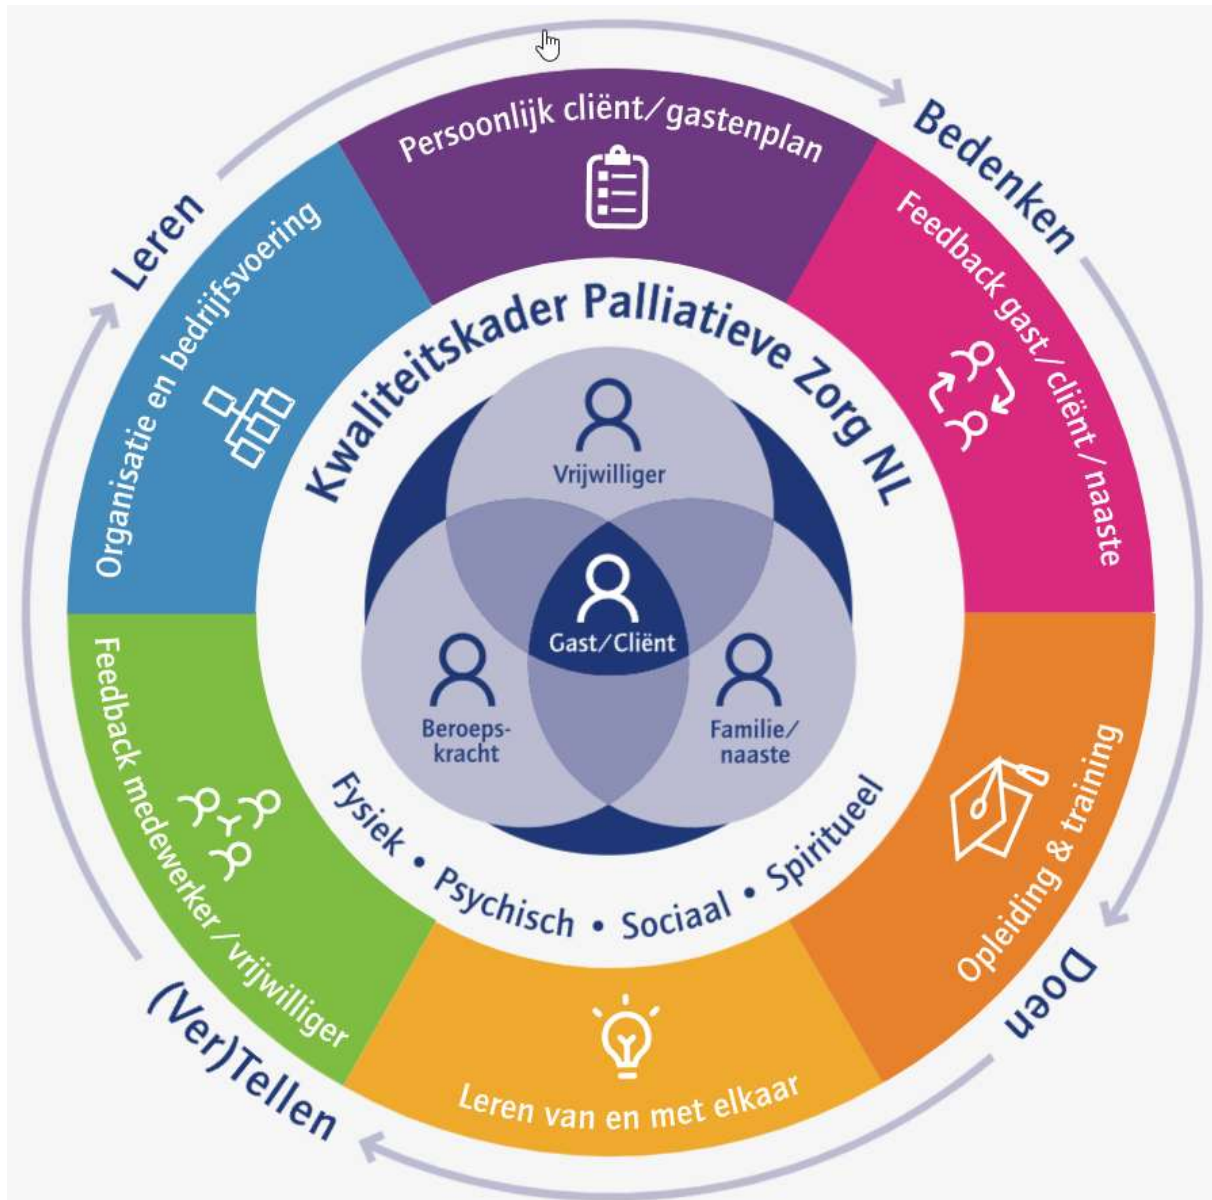 Leren
Bedenken
Doen
(Ver)Tellen
Persoonlijk cliënt/gastenplan
Feedback gast/cliënt/naaste
Opleiding & training
Leren van en met elkaar
Feedback medewerker/vrijwilliger
Organisatie en bedrijfsvoering
Kwaliteitskader Palliatieve Zorg NL
Vrijwilliger
Gast/Cliënt
Beroeps-
kracht
Familie/
naaste
Fysiek • Psychisch • Sociaal • Spiritueel